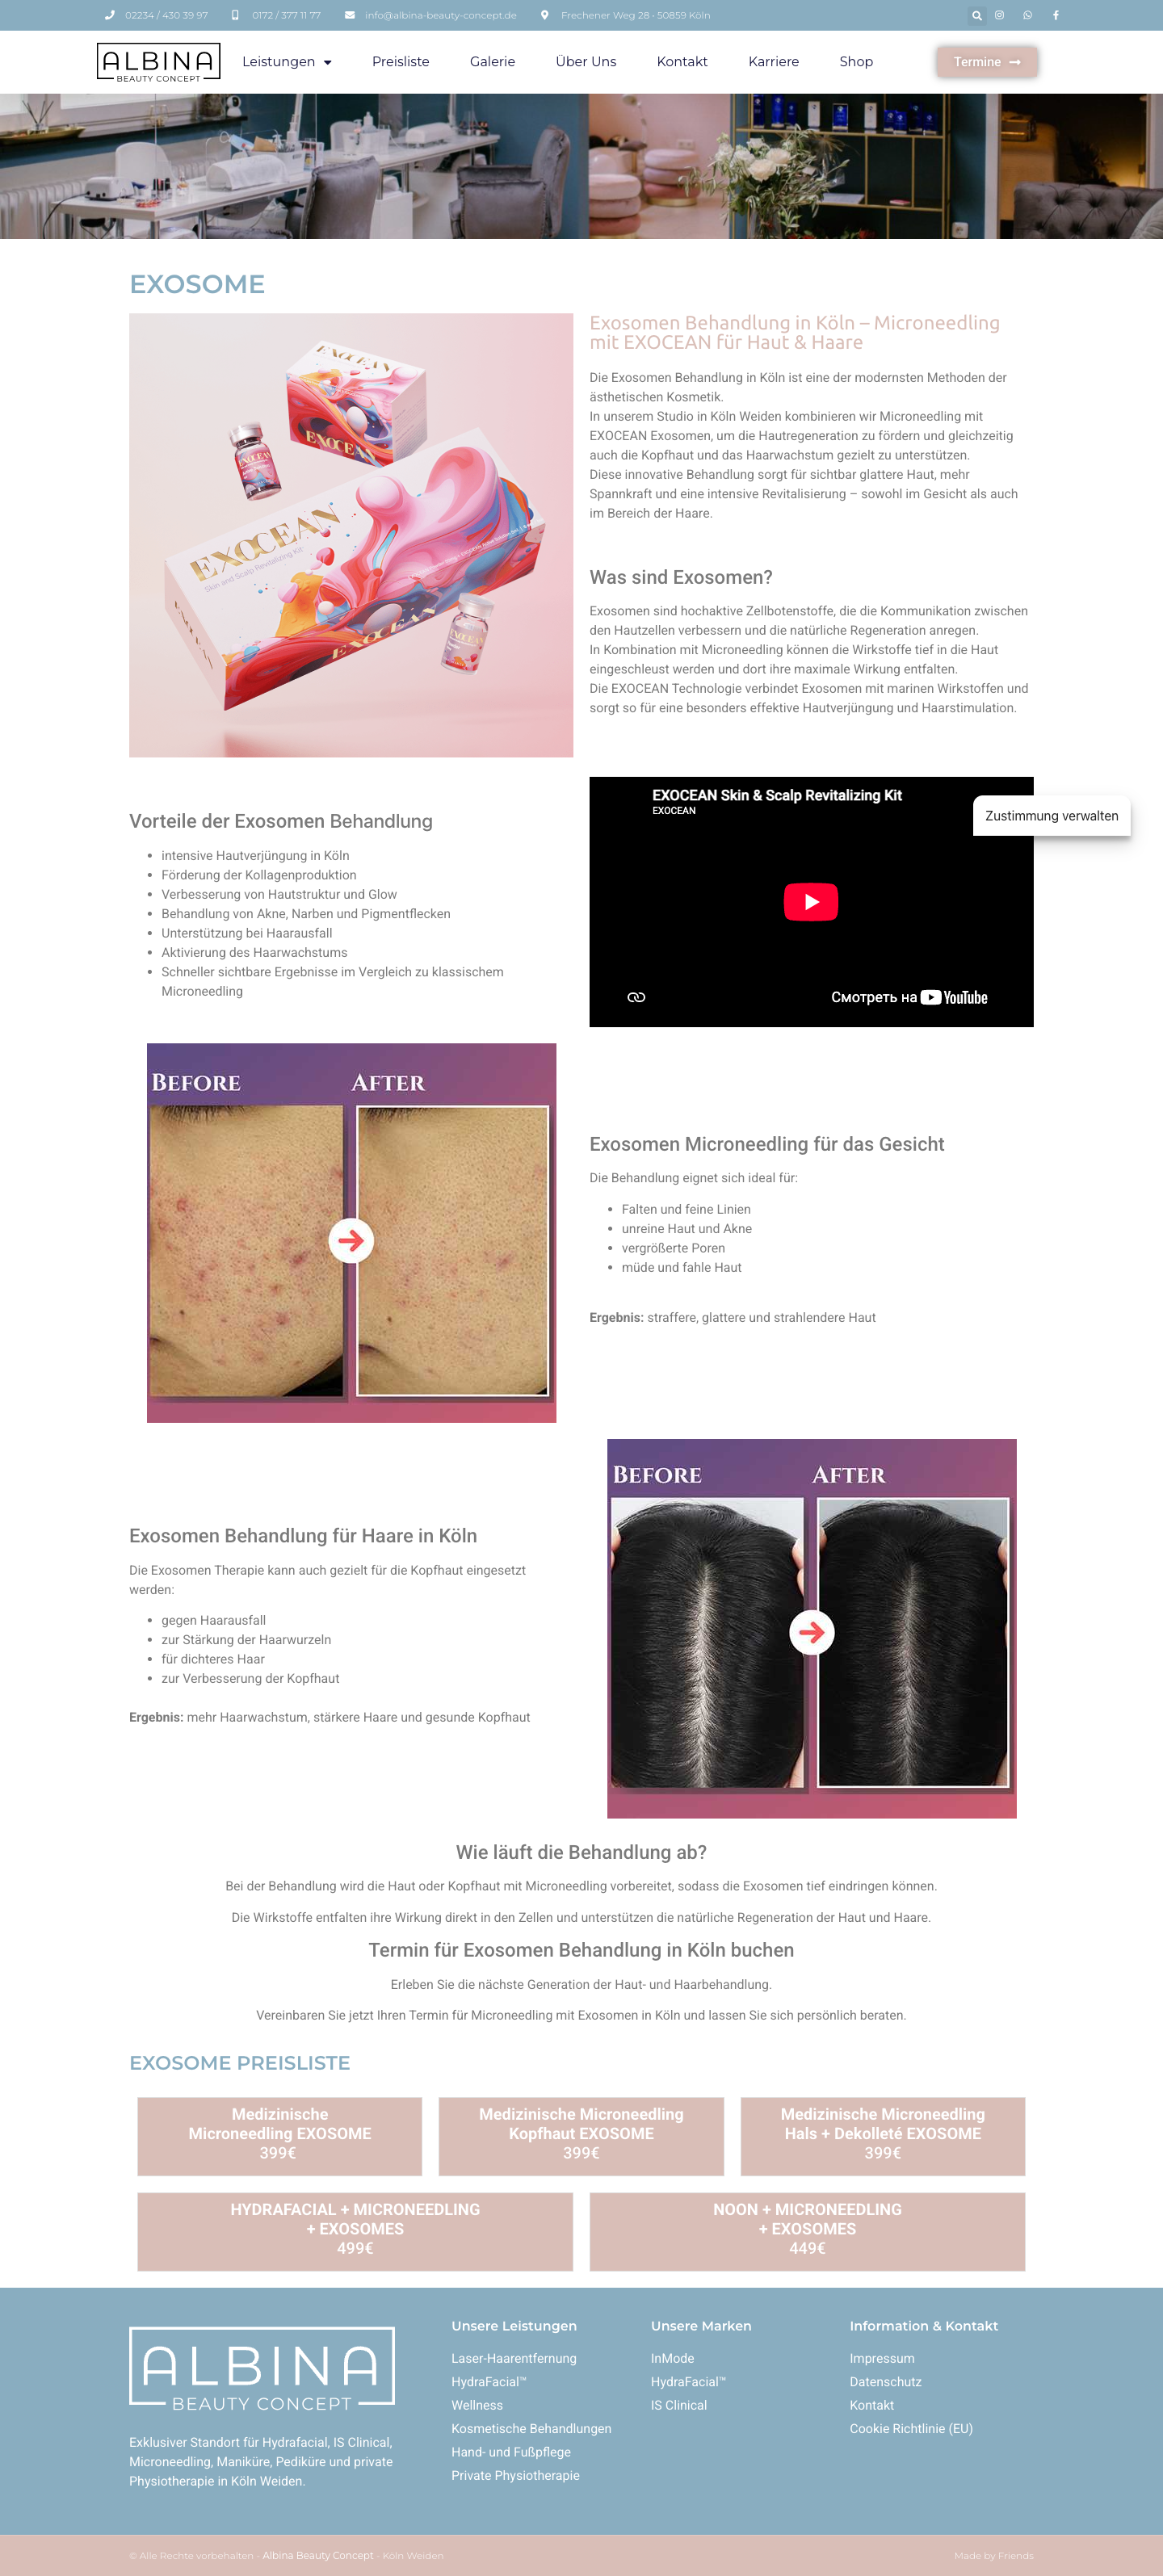 02234 / 430 39 97
0172 / 377 11 77
info@albina-beauty-concept.de
Frechener Weg 28 - 50859 Köln
ALBINA
BEAUTY CONCEPT
Leistungen
Preisliste
Galerie
Über Uns
Kontakt
Karriere
Shop
Termine
EXOSOME
EXOCEAN
EXOCEAN
EXOCEAN
Skin and Scalp Revitalizing Kit
EXOCEAN
Exosomen Behandlung in Köln – Microneedling
mit EXOCEAN für Haut & Haare
Die Exosomen Behandlung in Köln ist eine der modernsten Methoden der
ästhetischen Kosmetik.
In unserem Studio in Köln Weiden kombinieren wir Microneedling mit
EXOCEAN Exosomen, um die Hautregeneration zu fördern und gleichzeitig
auch die Kopfhaut und das Haarwachstum gezielt zu unterstützen.
Diese innovative Behandlung sorgt für sichtbar glattere Haut, mehr
Spannkraft und eine intensive Revitalisierung – sowohl im Gesicht als auch
im Bereich der Haare.
Was sind Exosomen?
Exosomen sind hochaktive Zellbotenstoffe, die die Kommunikation zwischen
den Hautzellen verbessern und die natürliche Regeneration anregen.
In Kombination mit Microneedling können die Wirkstoffe tief in die Haut
eingeschleust werden und dort ihre maximale Wirkung entfalten.
Die EXOCEAN Technologie verbindet Exosomen mit marinen Wirkstoffen und
sorgt so für eine besonders effektive Hautverjüngung und Haarstimulation.
Vorteile der Exosomen Behandlung
intensive Hautverjüngung in Köln
Förderung der Kollagenproduktion
Verbesserung von Hautstruktur und Glow
Behandlung von Akne, Narben und Pigmentflecken
Unterstützung bei Haarausfall
Aktivierung des Haarwachstums
Schneller sichtbare Ergebnisse im Vergleich zu klassischem
Microneedling
EXOCEAN Skin & Scalp Revitalizing Kit
EXOCEAN
Смотреть на YouTube
Zustimmung verwalten
BEFORE
AFTER
Exosomen Microneedling für das Gesicht
Die Behandlung eignet sich ideal für:
Falten und feine Linien
unreine Haut und Akne
vergrößerte Poren
müde und fahle Haut
Ergebnis: straffere, glattere und strahlendere Haut
Exosomen Behandlung für Haare in Köln
Die Exosomen Therapie kann auch gezielt für die Kopfhaut eingesetzt
werden:
gegen Haarausfall
zur Stärkung der Haarwurzeln
für dichteres Haar
zur Verbesserung der Kopfhaut
Ergebnis: mehr Haarwachstum, stärkere Haare und gesunde Kopfhaut
BEFORE
AFTER
Wie läuft die Behandlung ab?
Bei der Behandlung wird die Haut oder Kopfhaut mit Microneedling vorbereitet, sodass die Exosomen tief eindringen können.
Die Wirkstoffe entfalten ihre Wirkung direkt in den Zellen und unterstützen die natürliche Regeneration der Haut und Haare.
Termin für Exosomen Behandlung in Köln buchen
Erleben Sie die nächste Generation der Haut- und Haarbehandlung.
Vereinbaren Sie jetzt Ihren Termin für Microneedling mit Exosomen in Köln und lassen Sie sich persönlich beraten.
EXOSOME PREISLISTE
Medizinische
Microneedling EXOSOME
399€
Medizinische Microneedling
Kopfhaut EXOSOME
399€
Medizinische Microneedling
Hals + Dekolleté EXOSOME
399€
HYDRAFACIAL + MICRONEEDLING
+ EXOSOMES
499€
NOON + MICRONEEDLING
+ EXOSOMES
449€
ALBINA
BEAUTY CONCEPT
Exklusiver Standort für Hydrafacial, IS Clinical,
Microneedling, Maniküre, Pediküre und private
Physiotherapie in Köln Weiden.
Unsere Leistungen
Laser-Haarentfernung
HydraFacial™
Wellness
Kosmetische Behandlungen
Hand- und Fußpflege
Private Physiotherapie
Unsere Marken
InMode
HydraFacial™
IS Clinical
Information & Kontakt
Impressum
Datenschutz
Kontakt
Cookie Richtlinie (EU)
© Alle Rechte vorbehalten - Albina Beauty Concept - Köln Weiden
Made by Friends